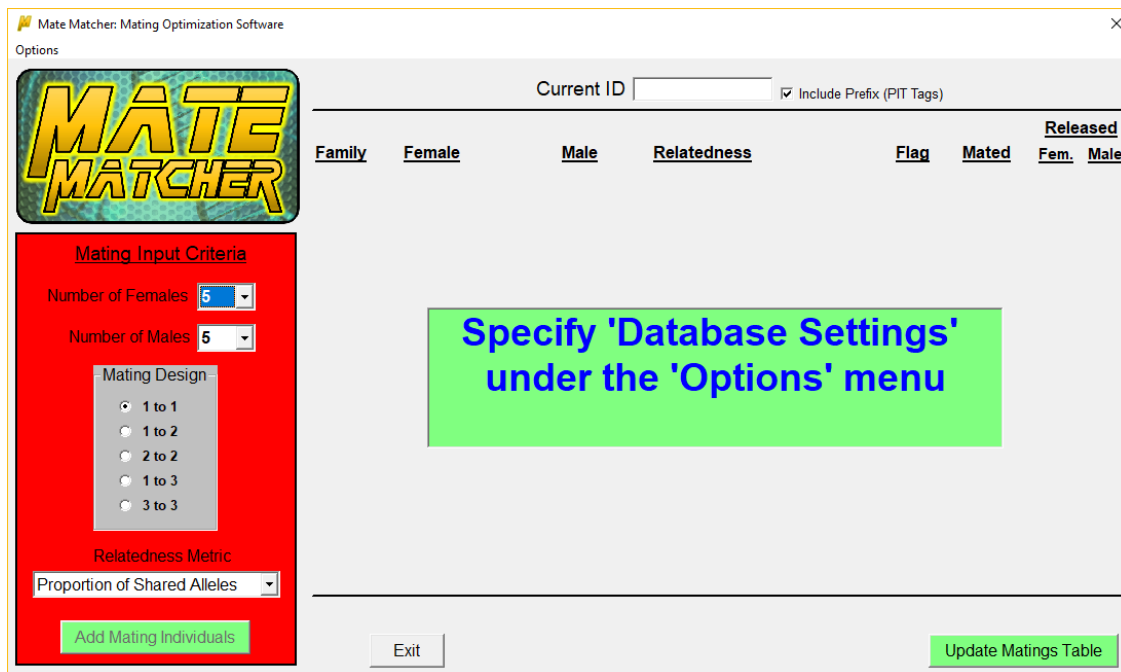 Mate Matcher: Mating Optimization Software
Options
MATE
MATCHER
Current ID
Include Prefix (PIT Tags)
Released
Family Female Male Relatedness Flag Mated Fem. Male
Mating Input Criteria
Number of Females 5
Number of Males 5
Mating Design
1 to 1
1 to 2
2 to 2
1 to 3
3 to 3
Relatedness Metric
Proportion of Shared Alleles
Add Mating Individuals
Specify 'Database Settings'
under the 'Options' menu
Exit
Update Matings Table